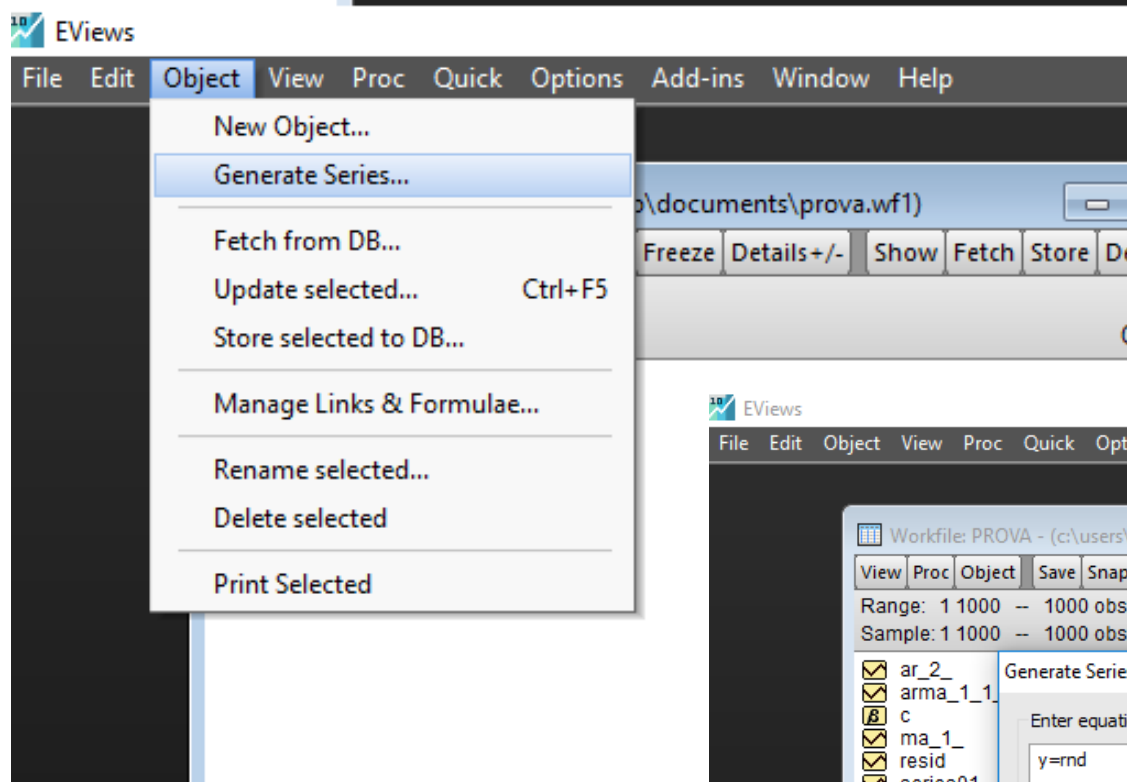 EViews
File Edit Object View Proc Quick Options Add-ins Window Help
New Object...
Generate Series...
Fetch from DB...
Update selected... Ctrl+F5
Store selected to DB...
Manage Links & Formulae...
Rename selected...
Delete selected
Print Selected
\documents\prova.wf1)
Freeze Details+/- Show Fetch Store De
EViews
File Edit Object View Proc Quick Opt
Workfile: PROVA - (c:\users\
View Proc Object Save Snap
Range: 1 1000 -- 1000 obs
Sample: 1 1000 -- 1000 obs
ar_2_
arma_1_1_
c
ma_1_
resid
Generate Serie
Enter equati
y=rnd